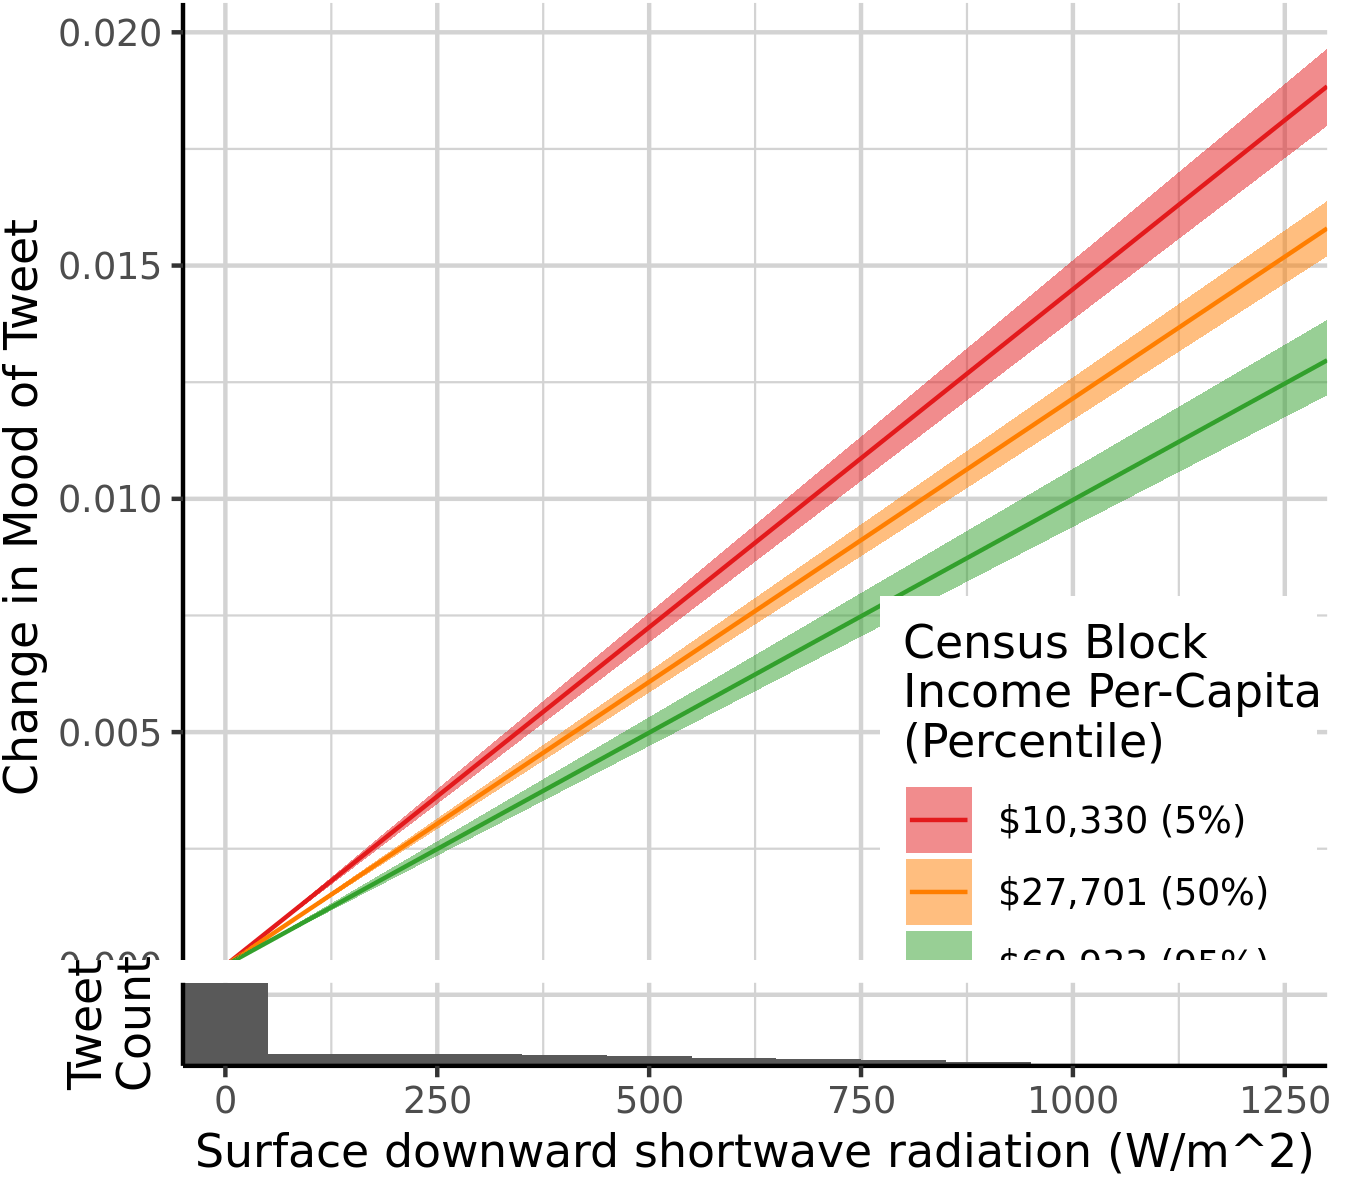 0.020
0.015
0.010
0.005
Change in Mood of Tweet
Census Block
Income Per-Capita
(Percentile)
$10,330 (5%)
$27,701 (50%)
Tweet
Count
0 250 500 750 1000 1250
Surface downward shortwave radiation (W/m^2)